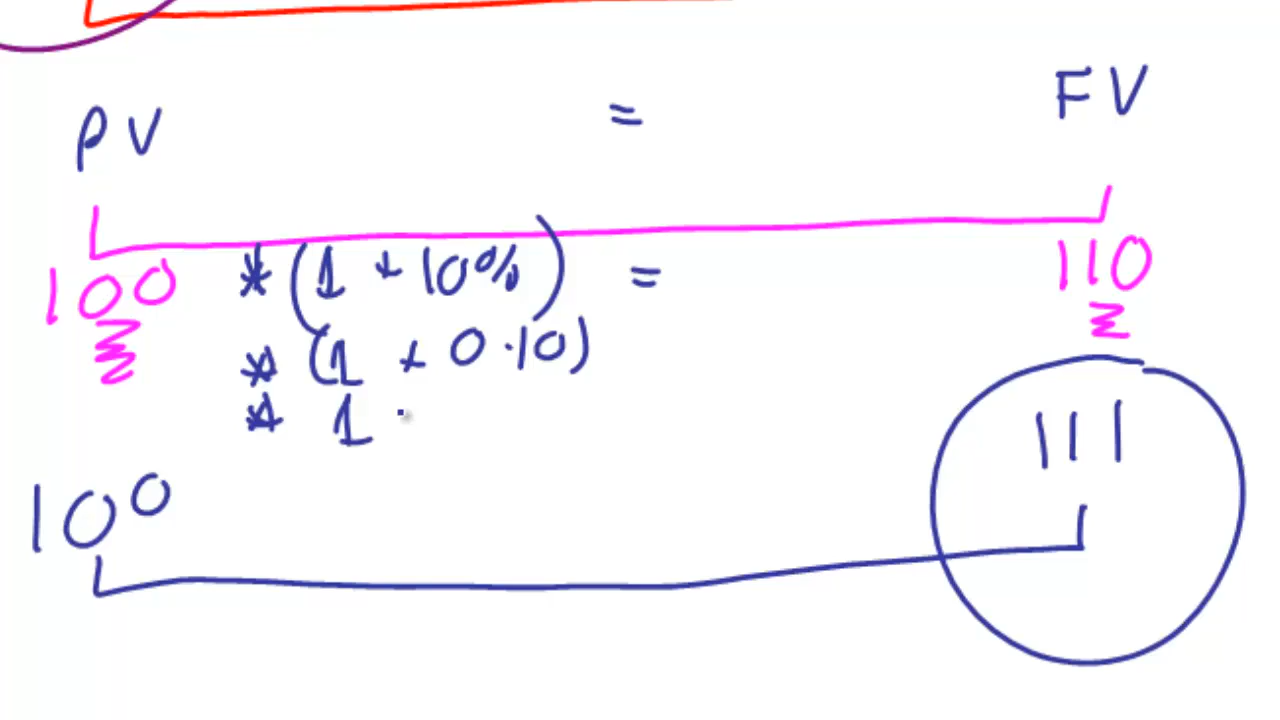 PV = FV
100 * (1 + 10%) = 110
* (1 + 0.10)
* 1.
111
100